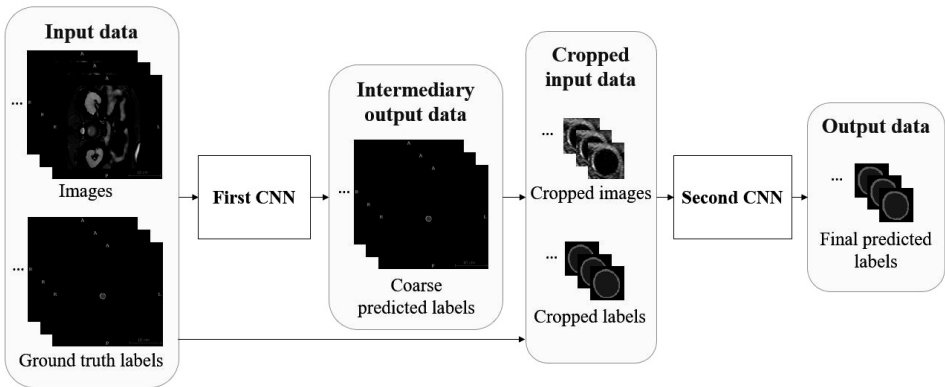 Input data
...
Images
...
Ground truth labels
First CNN
Intermediary
output data
...
Coarse
predicted labels
Cropped
input data
...
Cropped images
...
Cropped labels
Second CNN
Output data
...
Final predicted
labels